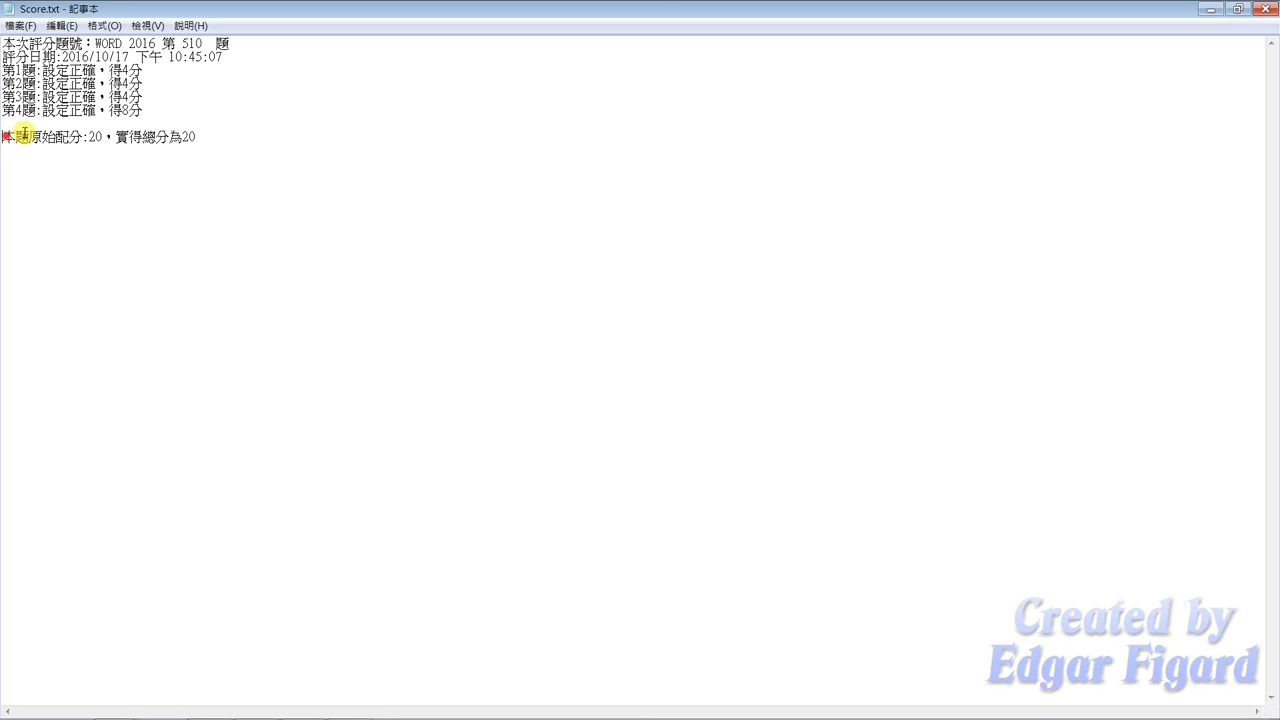 Score.txt - 記事本
檔案(F) 編輯(E) 格式(O) 檢視(V) 說明(H)
本次評分題號：WORD 2016 第 510 題
評分日期:2016/10/17 下午 10:45:07
第1題:設定正確，得4分
第2題:設定正確，得4分
第3題:設定正確，得4分
第4題:設定正確，得8分
本題原始配分:20，實得總分為20
Created by
Edgar Figard